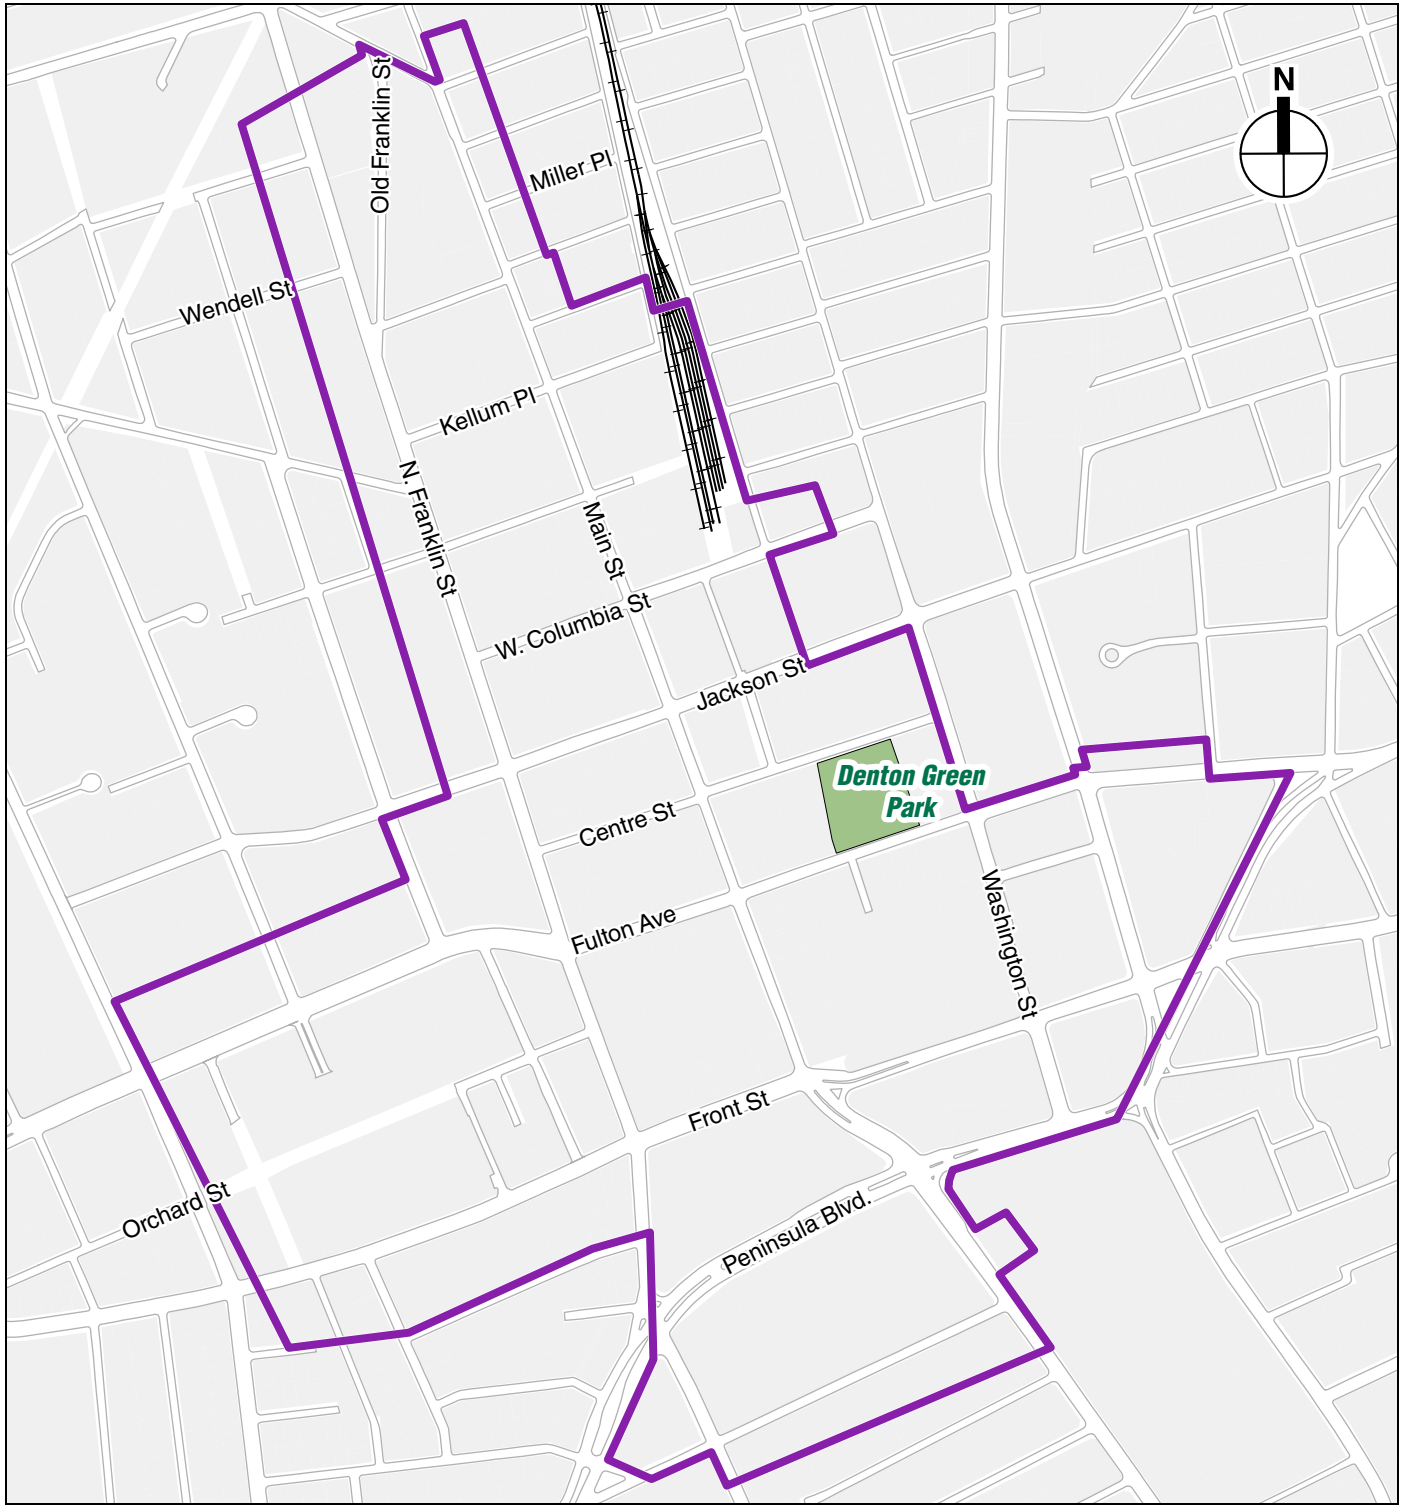 N
Old Franklin St
Miller Pl
Wendell St
Kellum Pl
N. Franklin St
Main St
W. Columbia St
Jackson St
Denton Green
Park
Centre St
Fulton Ave
Washington St
Front St
Orchard St
Peninsula Blvd.